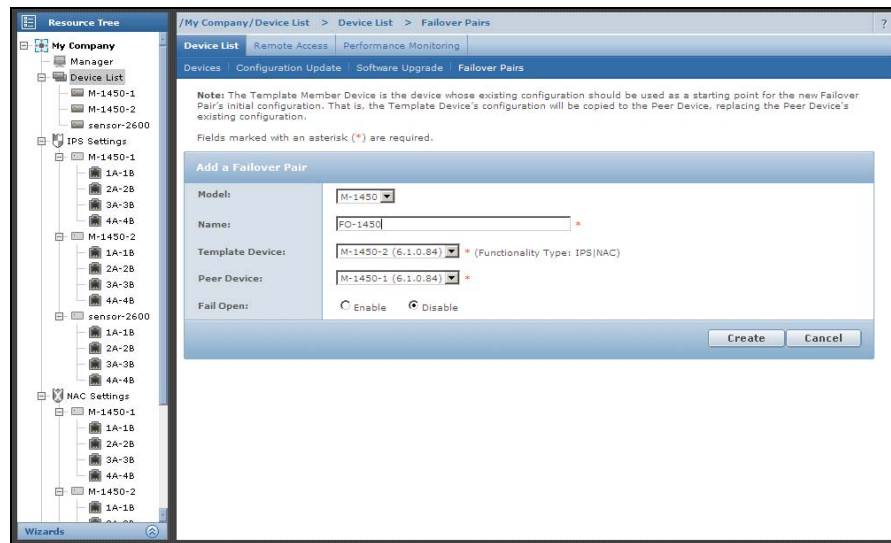 Resource Tree
My Company
Manager
Device List
M-1450-1
M-1450-2
sensor-2600
IPS Settings
M-1450-1
1A-1B
2A-2B
3A-3B
4A-4B
M-1450-2
1A-1B
2A-2B
3A-3B
4A-4B
sensor-2600
1A-1B
2A-2B
3A-3B
4A-4B
NAC Settings
M-1450-1
1A-1B
2A-2B
3A-3B
4A-4B
M-1450-2
1A-1B
Wizards
/My Company/Device List > Device List > Failover Pairs
?
Device List Remote Access Performance Monitoring
Devices Configuration Update Software Upgrade Failover Pairs
Note: The Template Member Device is the device whose existing configuration should be used as a starting point for the new Failover
Pair's initial configuration. That is, the Template Device's configuration will be copied to the Peer Device, replacing the Peer Device's
existing configuration.
Fields marked with an asterisk (*) are required.
Add a Failover Pair
Model: M-1450
Name: FO-1450 *
Template Device: M-1450-2 (6.1.0.84) * (Functionality Type: IPS|NAC)
Peer Device: M-1450-1 (6.1.0.84) *
Fail Open: Enable Disable
Create Cancel